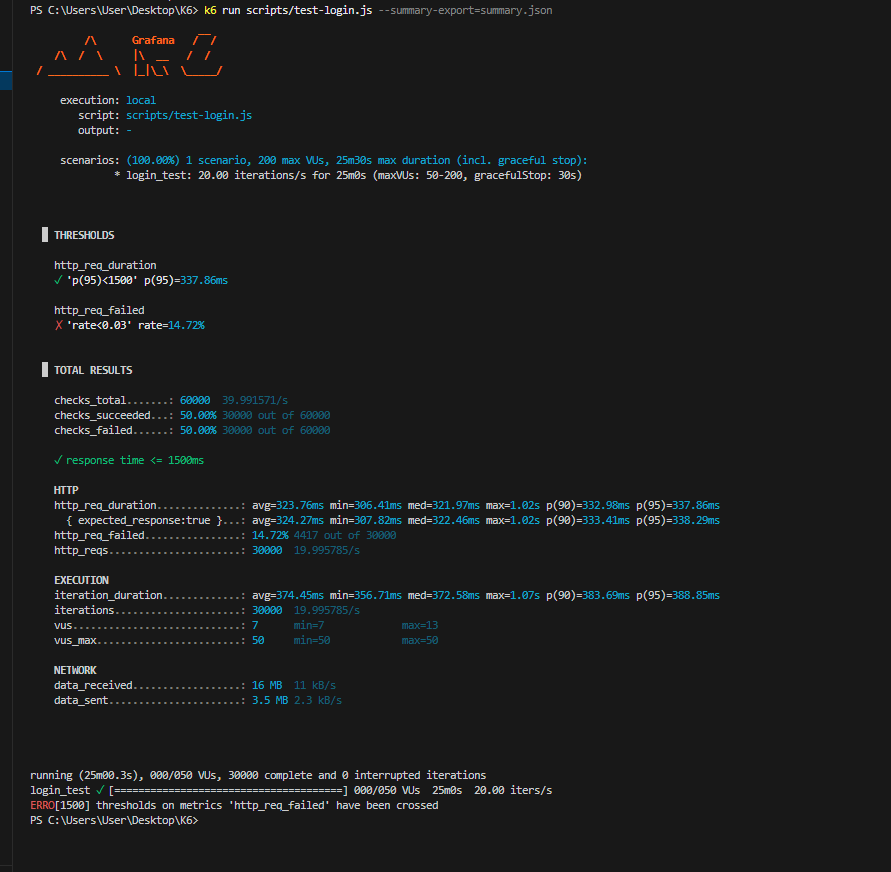 PS C:\Users\User\Desktop\K6> k6 run scripts/test-login.js --summary-export=summary.json
Grafana
execution: local
script: scripts/test-login.js
output: -
scenarios: (100.00%) 1 scenario, 200 max VUs, 25m30s max duration (incl. graceful stop):
* login_test: 20.00 iterations/s for 25m0s (maxVUs: 50-200, gracefulStop: 30s)
THRESHOLDS
http_req_duration
✓ 'p(95)<1500' p(95)=337.86ms
http_req_failed
✗ 'rate<0.03' rate=14.72%
TOTAL RESULTS
checks_total.......: 60000 39.991571/s
checks_succeeded...: 50.00% 30000 out of 60000
checks_failed......: 50.00% 30000 out of 60000
✓ response time <= 1500ms
HTTP
http_req_duration..............: avg=323.76ms min=306.41ms med=321.97ms max=1.02s p(90)=332.98ms p(95)=337.86ms
{ expected_response:true }...: avg=324.27ms min=307.82ms med=322.46ms max=1.02s p(90)=333.41ms p(95)=338.29ms
http_req_failed................: 14.72% 4417 out of 30000
http_reqs......................: 30000 19.995785/s
EXECUTION
iteration_duration.............: avg=374.45ms min=356.71ms med=372.58ms max=1.07s p(90)=383.69ms p(95)=388.85ms
iterations.....................: 30000 19.995785/s
vus............................: 7 min=7 max=13
vus_max........................: 50 min=50 max=50
NETWORK
data_received..................: 16 MB 11 kB/s
data_sent......................: 3.5 MB 2.3 kB/s
running (25m00.3s), 000/050 VUs, 30000 complete and 0 interrupted iterations
login_test ✓ [======================================] 000/050 VUs 25m0s 20.00 iters/s
ERRO[1500] thresholds on metrics 'http_req_failed' have been crossed
PS C:\Users\User\Desktop\K6>